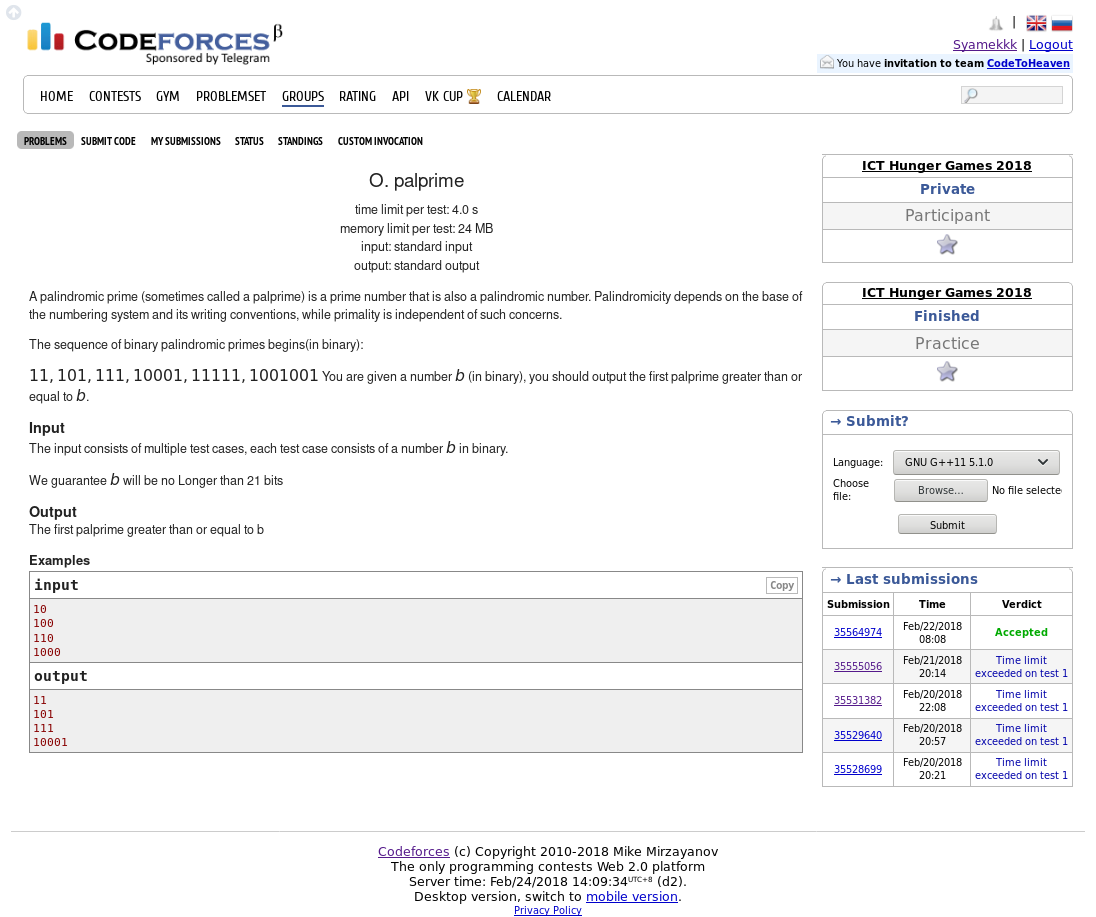 CODEFORCES β
Sponsored by Telegram
|
Syamekkk | Logout
You have invitation to team CodeToHeaven
HOME CONTESTS GYM PROBLEMSET GROUPS RATING API VK CUP CALENDAR
PROBLEMS SUBMIT CODE MY SUBMISSIONS STATUS STANDINGS CUSTOM INVOCATION
O. palprime
time limit per test: 4.0 s
memory limit per test: 24 MB
input: standard input
output: standard output
A palindromic prime (sometimes called a palprime) is a prime number that is also a palindromic number. Palindromicity depends on the base of
the numbering system and its writing conventions, while primality is independent of such concerns.
The sequence of binary palindromic primes begins(in binary):
11, 101, 111, 10001, 11111, 1001001 You are given a number b (in binary), you should output the first palprime greater than or
equal to b.
Input
The input consists of multiple test cases, each test case consists of a number b in binary.
We guarantee b will be no Longer than 21 bits
Output
The first palprime greater than or equal to b
Examples
input
Copy
10
100
110
1000
output
11
101
111
10001
ICT Hunger Games 2018
Private
Participant
ICT Hunger Games 2018
Finished
Practice
→ Submit?
Language: GNU G++11 5.1.0
Choose
file: Browse... No file selecte
Submit
→ Last submissions
Submission Time Verdict
35564974 Feb/22/2018 08:08 Accepted
35555056 Feb/21/2018 20:14 Time limit exceeded on test 1
35531382 Feb/20/2018 22:08 Time limit exceeded on test 1
35529640 Feb/20/2018 20:57 Time limit exceeded on test 1
35528699 Feb/20/2018 20:21 Time limit exceeded on test 1
Codeforces (c) Copyright 2010-2018 Mike Mirzayanov
The only programming contests Web 2.0 platform
Server time: Feb/24/2018 14:09:34 UTC+8 (d2).
Desktop version, switch to mobile version.
Privacy Policy